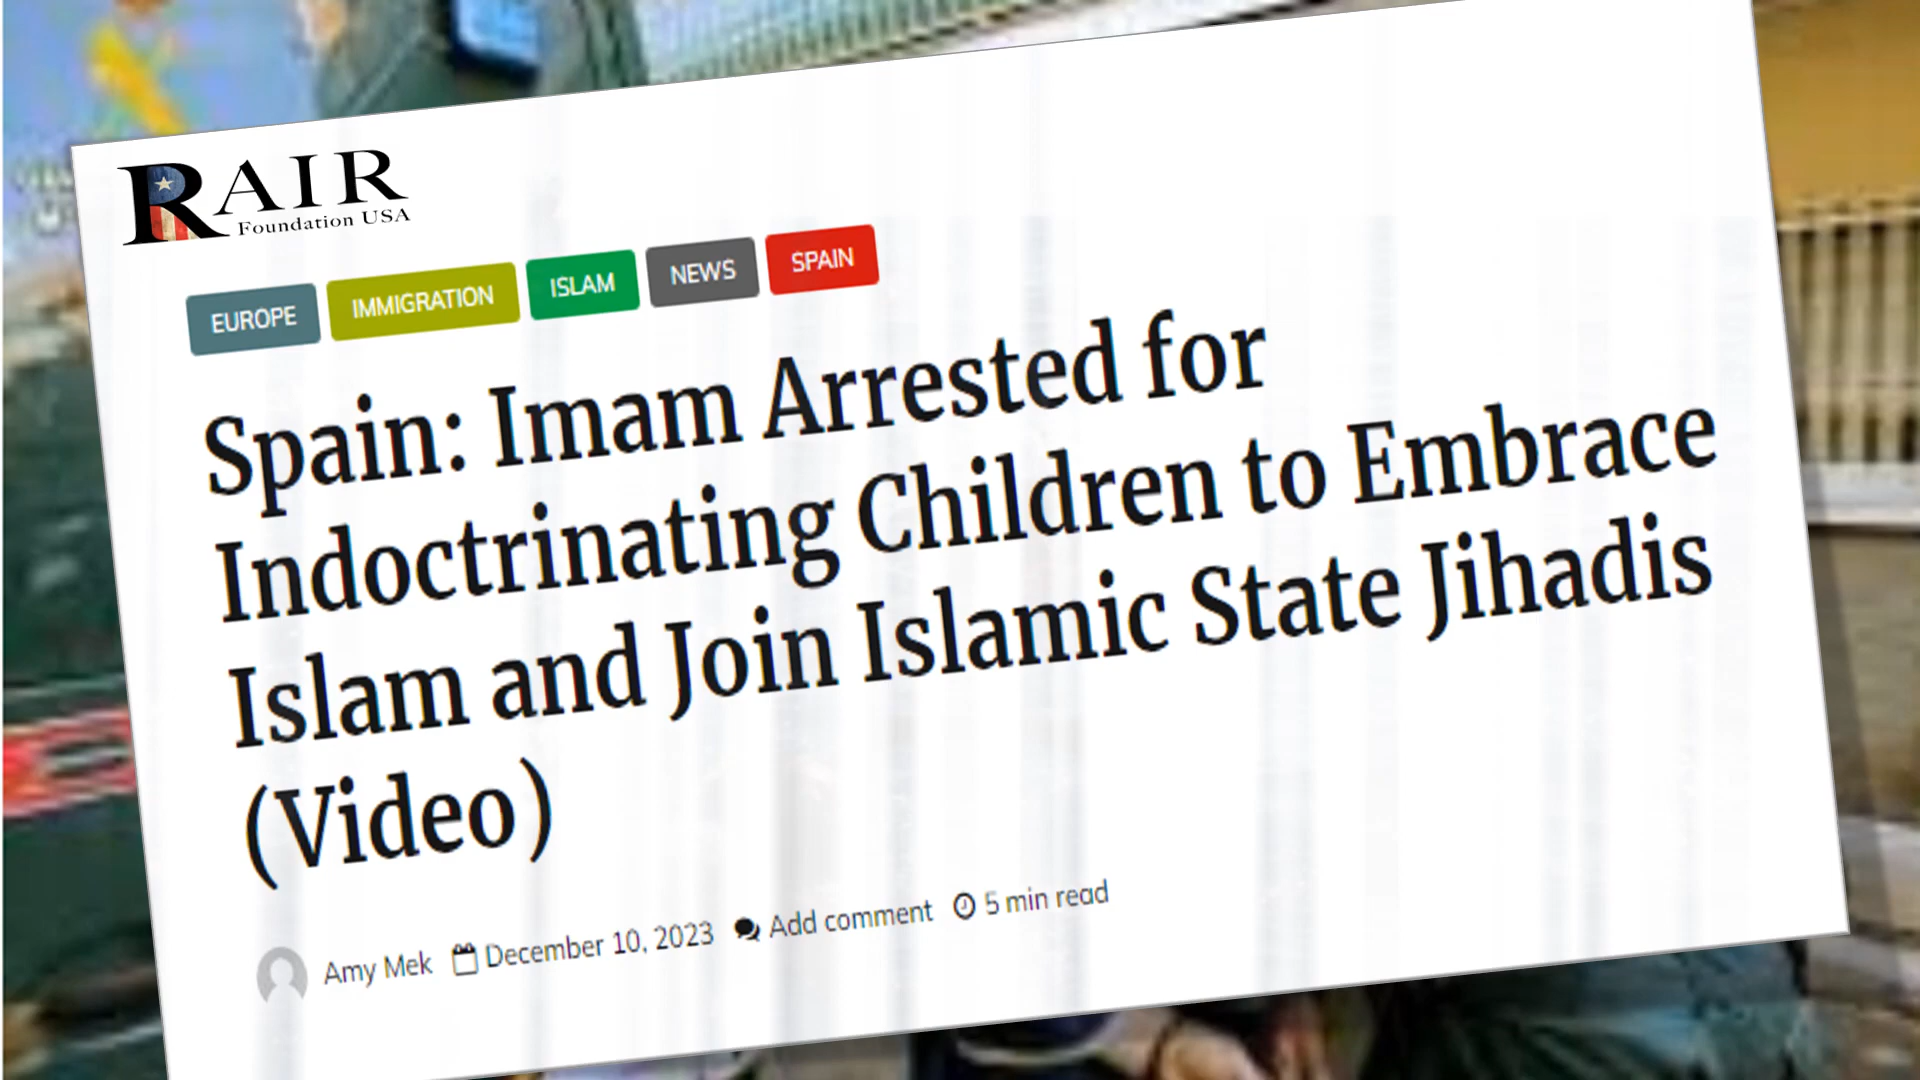 RAIR
Foundation USA
EUROPE IMMIGRATION ISLAM NEWS SPAIN
Spain: Imam Arrested for
Indoctrinating Children to Embrace
Islam and Join Islamic State Jihadis
(Video)
Amy Mek December 10, 2023 Add comment 5 min read